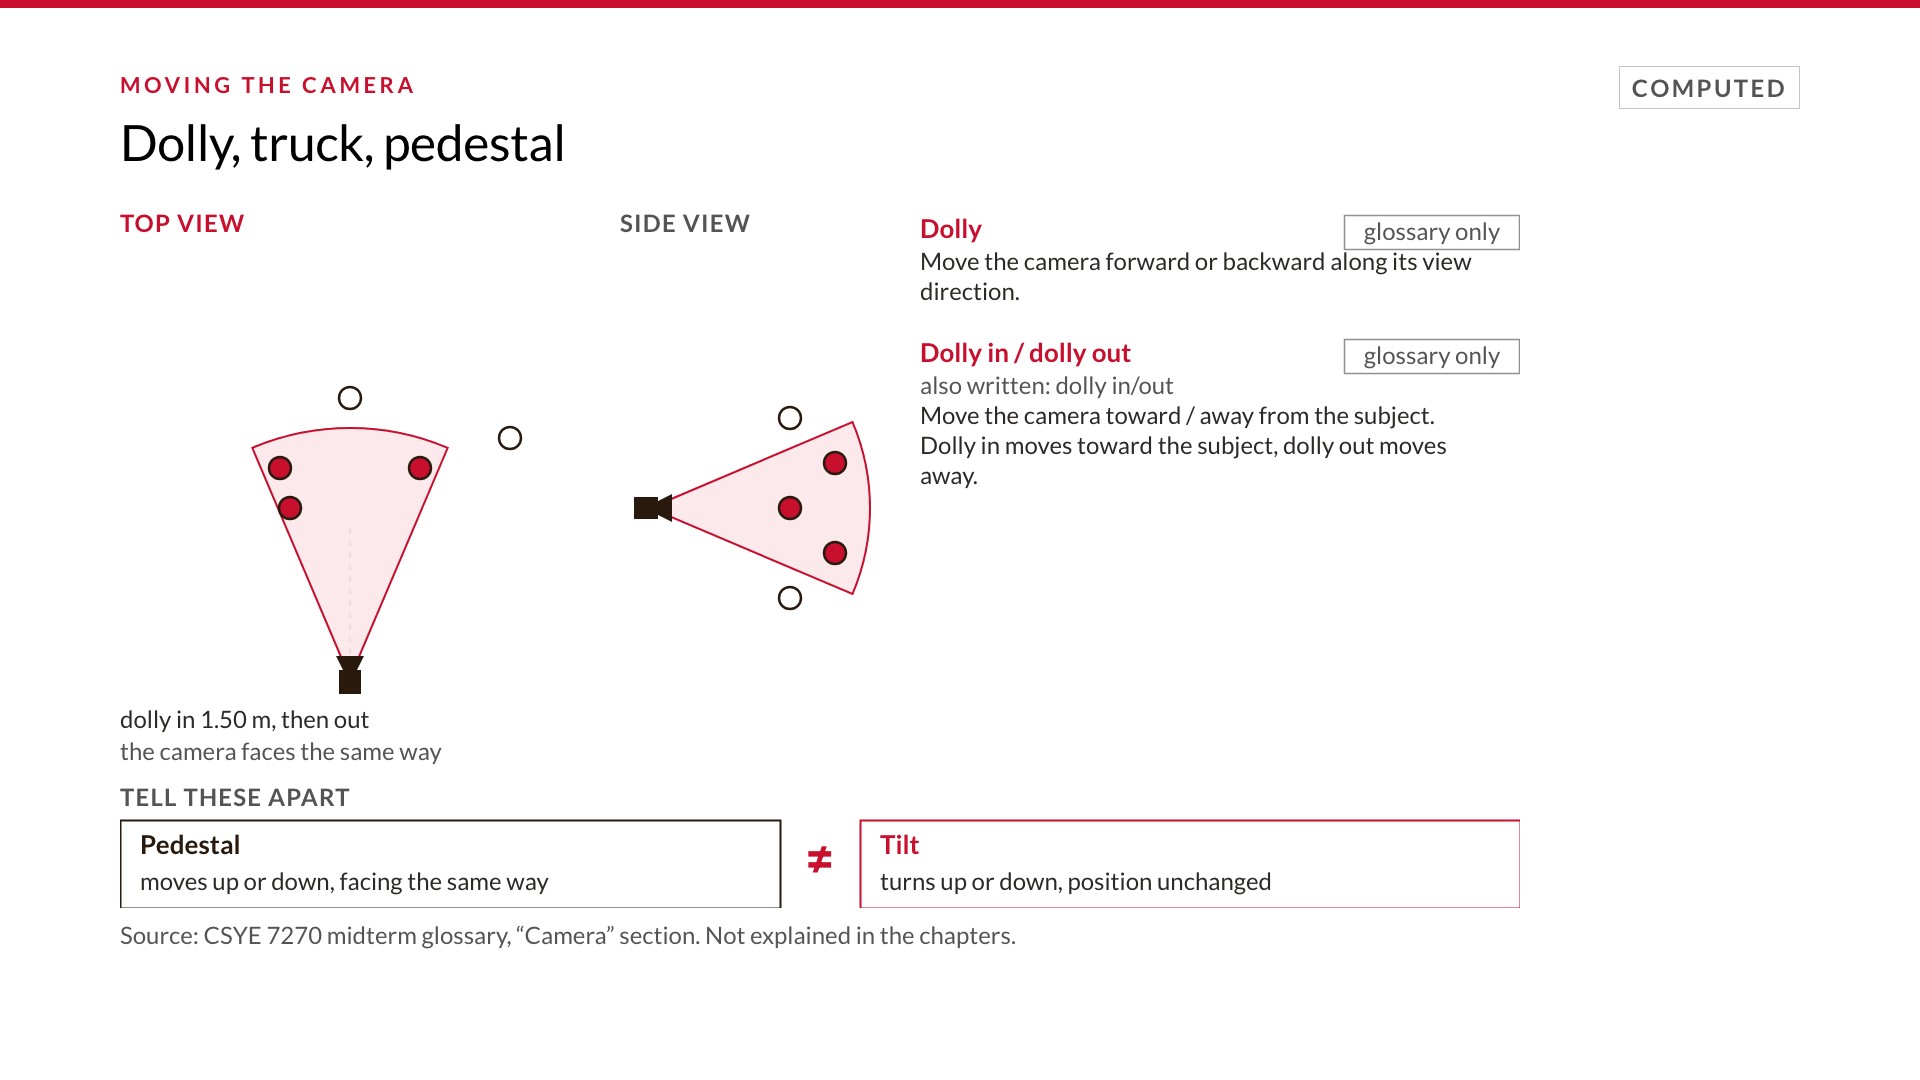 MOVING THE CAMERA
COMPUTED
Dolly, truck, pedestal
TOP VIEW
SIDE VIEW
Dolly
glossary only
Move the camera forward or backward along its view
direction.
Dolly in / dolly out
glossary only
also written: dolly in/out
Move the camera toward / away from the subject.
Dolly in moves toward the subject, dolly out moves
away.
dolly in 1.50 m, then out
the camera faces the same way
TELL THESE APART
Pedestal
moves up or down, facing the same way
≠
Tilt
turns up or down, position unchanged
Source: CSYE 7270 midterm glossary, “Camera” section. Not explained in the chapters.